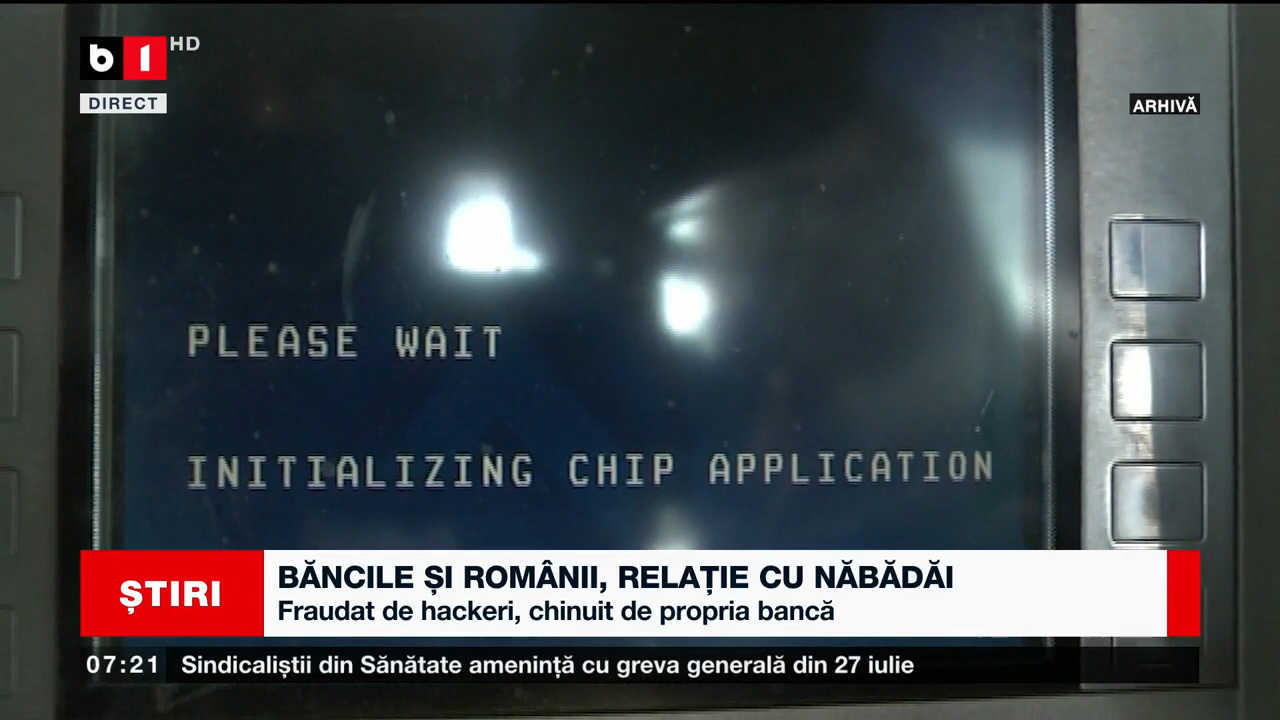 b1 HD
DIRECT
ARHIVĂ
PLEASE WAIT
INITIALIZING CHIP APPLICATION
ȘTIRI
BĂNCILE ȘI ROMÂNII, RELAȚIE CU NĂBĂDĂI
Fraudat de hackeri, chinuit de propria bancă
07:21 Sindicaliștii din Sănătate amenință cu greva generală din 27 iulie